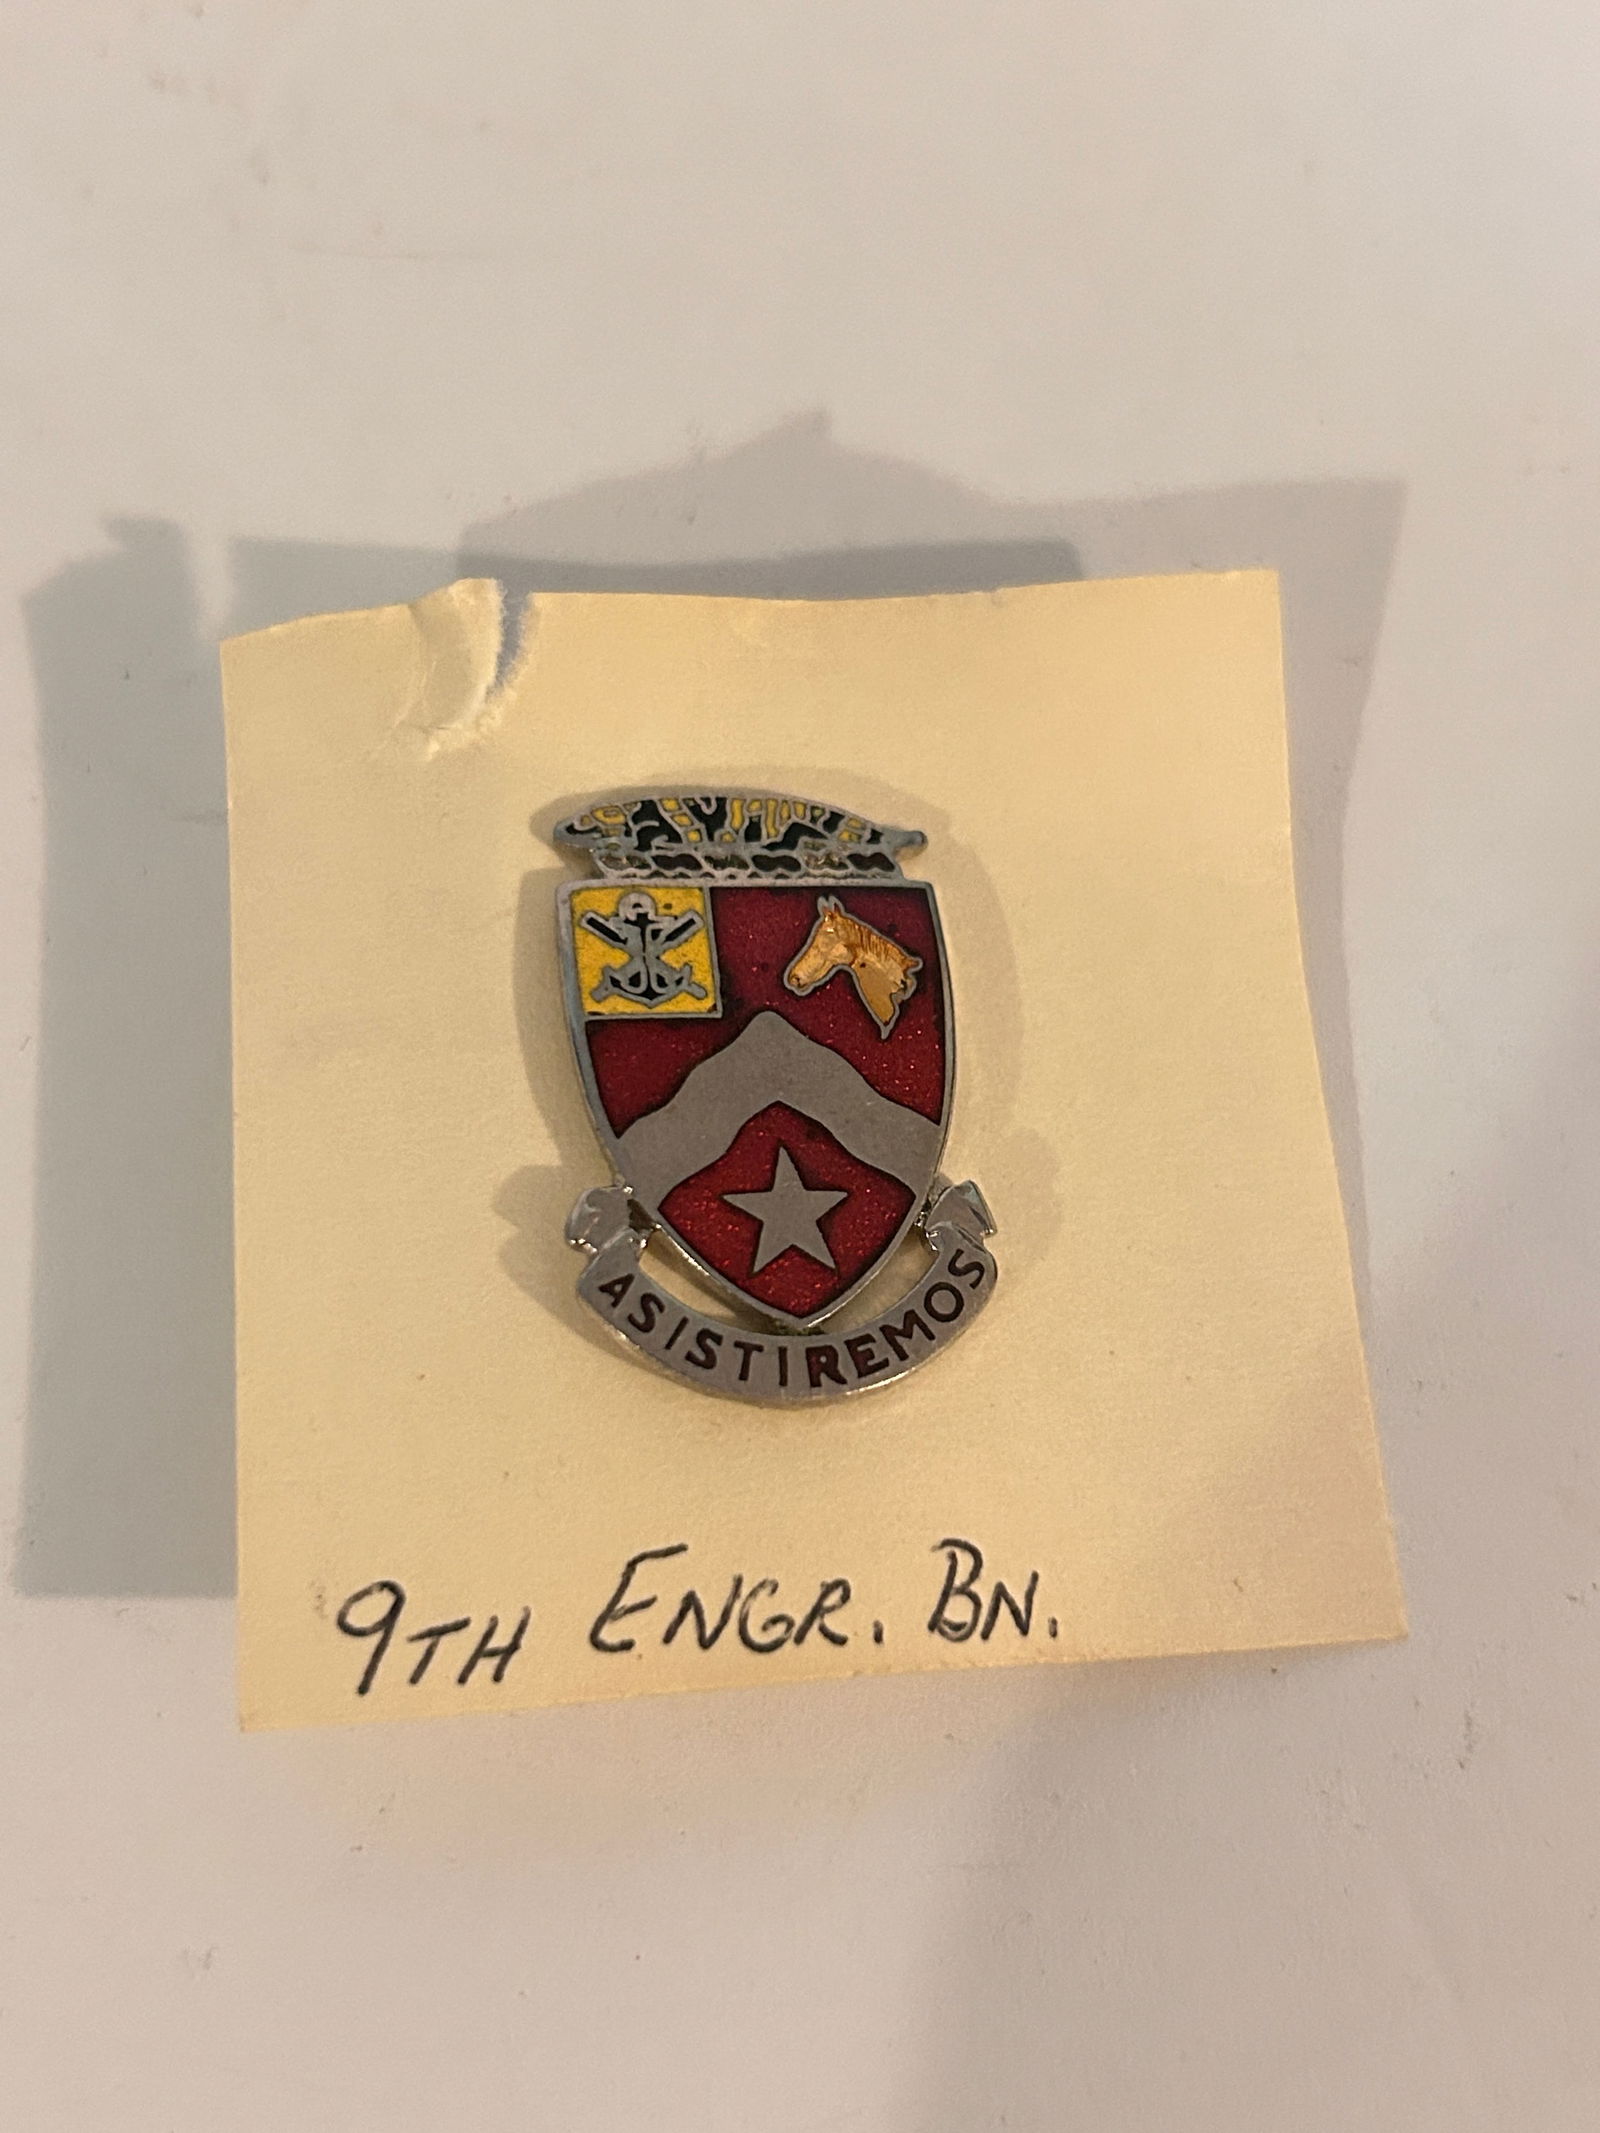 ASISTIREMOS
9TH ENGR. BN.